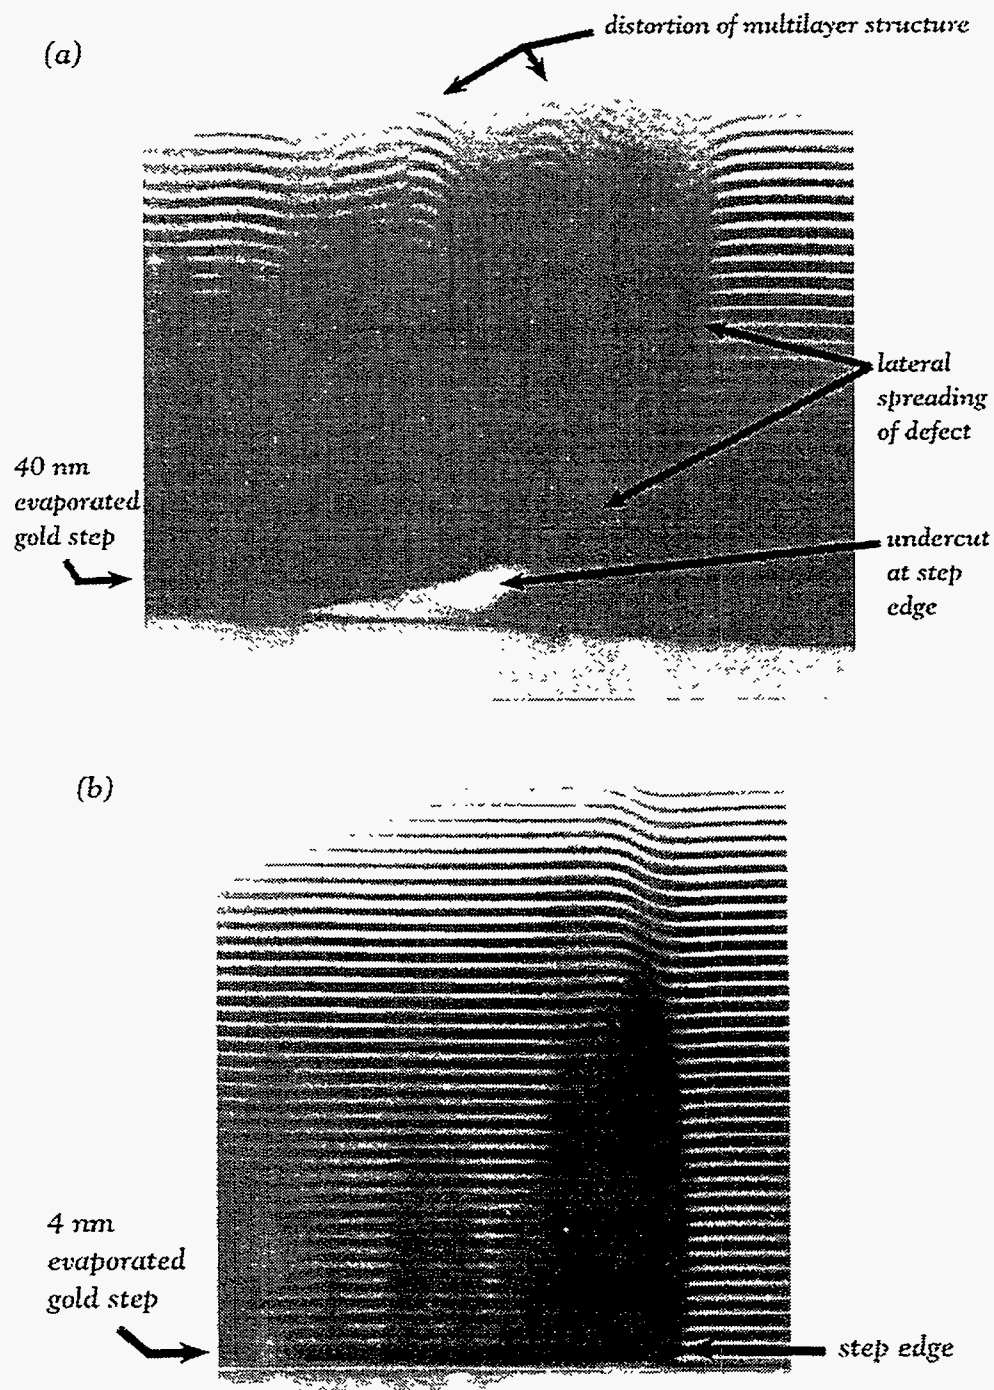 (a)
distortion of multilayer structure
lateral
spreading
of defect
40 nm
evaporated
gold step
undercut
at step
edge
(b)
4 nm
evaporated
gold step
step edge